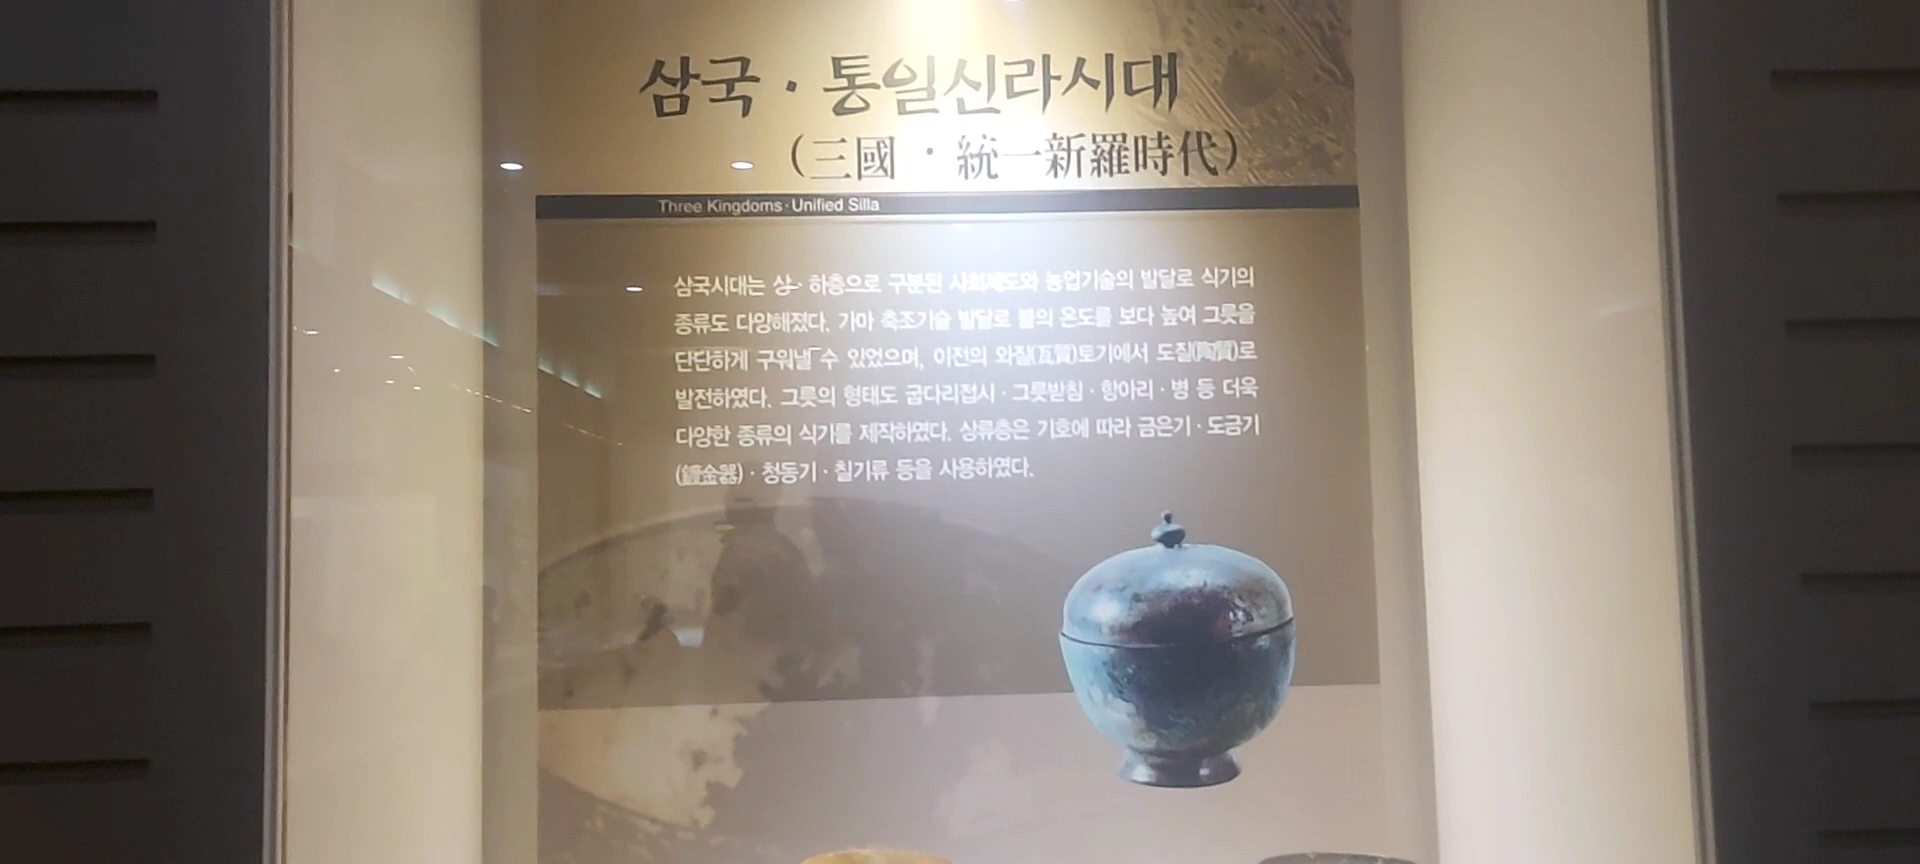 삼국 · 통일신라시대
(三國 · 統一新羅時代)
Three Kingdoms · Unified Silla
삼국시대는 상 · 하층으로 구분된 사회제도와 농업기술의 발달로 식기의
종류도 다양해졌다. 가마 축조기술 발달로 불의 온도를 보다 높여 그릇을
단단하게 구워낼 수 있었으며, 이전의 와질(瓦質)토기에서 도질(陶質)로
발전하였다. 그릇의 형태도 굽다리접시 · 그릇받침 · 항아리 · 병 등 더욱
다양한 종류의 식기를 제작하였다. 상류층은 기호에 따라 금은기 · 도금기
(鍍金器) · 청동기 · 칠기류 등을 사용하였다.